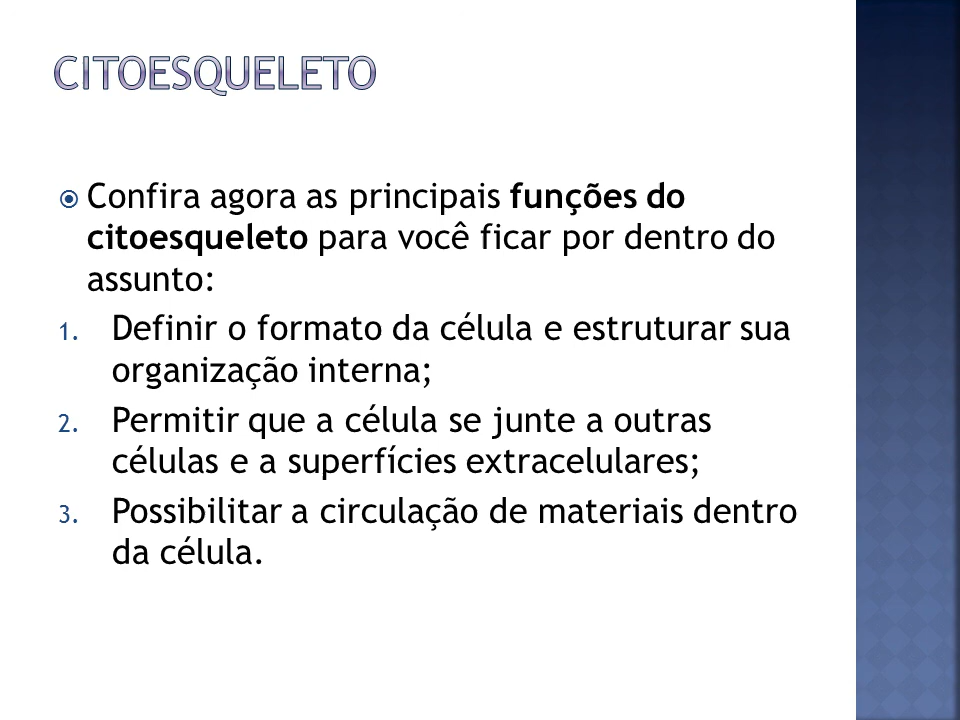 CITOESQUELETO
Confira agora as principais funções do
citoesqueleto para você ficar por dentro do
assunto:
1. Definir o formato da célula e estruturar sua
organização interna;
2. Permitir que a célula se junte a outras
células e a superfícies extracelulares;
3. Possibilitar a circulação de materiais dentro
da célula.